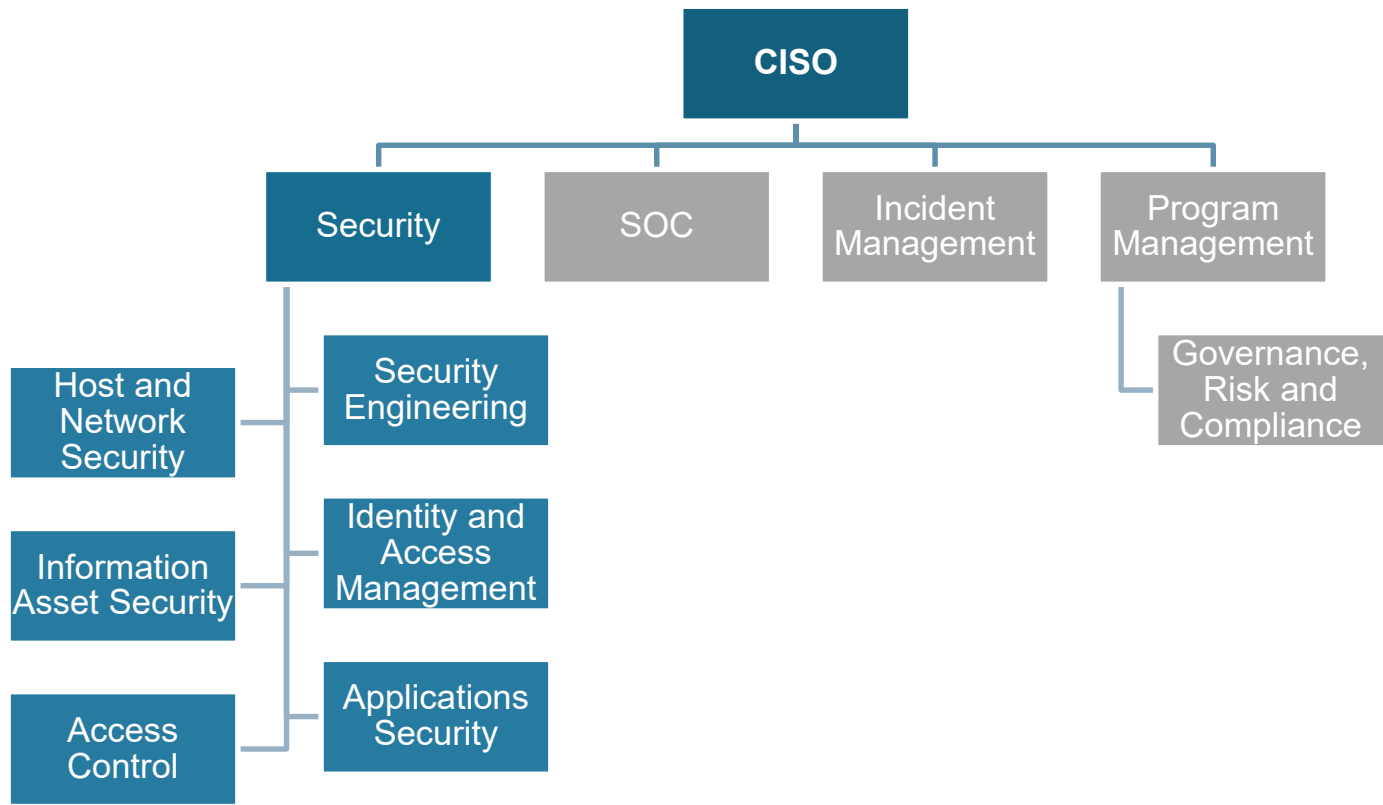 CISO
Security
SOC
Incident
Management
Program
Management
Host and
Network
Security
Security
Engineering
Governance,
Risk and
Compliance
Information
Asset Security
Identity and
Access
Management
Access
Control
Applications
Security